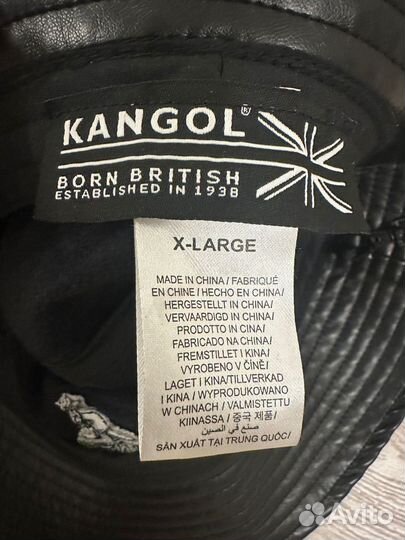 KANGOL®
BORN BRITISH
ESTABLISHED IN 1938
X-LARGE
MADE IN CHINA / FABRIQUÉ
EN CHINE / HECHO EN CHINA /
HERGESTELLT IN CHINA /
VERVAARDIGD IN CHINA /
PRODOTTO IN CINA /
FABRICADO NA CHINA /
FREMSTILLET I KINA /
VYROBENO V ČÍNĚ /
LAGET I KINA/TILLVERKAD
I KINA / WYPRODUKOWANO
W CHINACH / VALMISTETTU
KIINASSA / 중국 제품 /
صنع في الصين /
SẢN XUẤT TẠI TRUNG QUỐC/
Avito